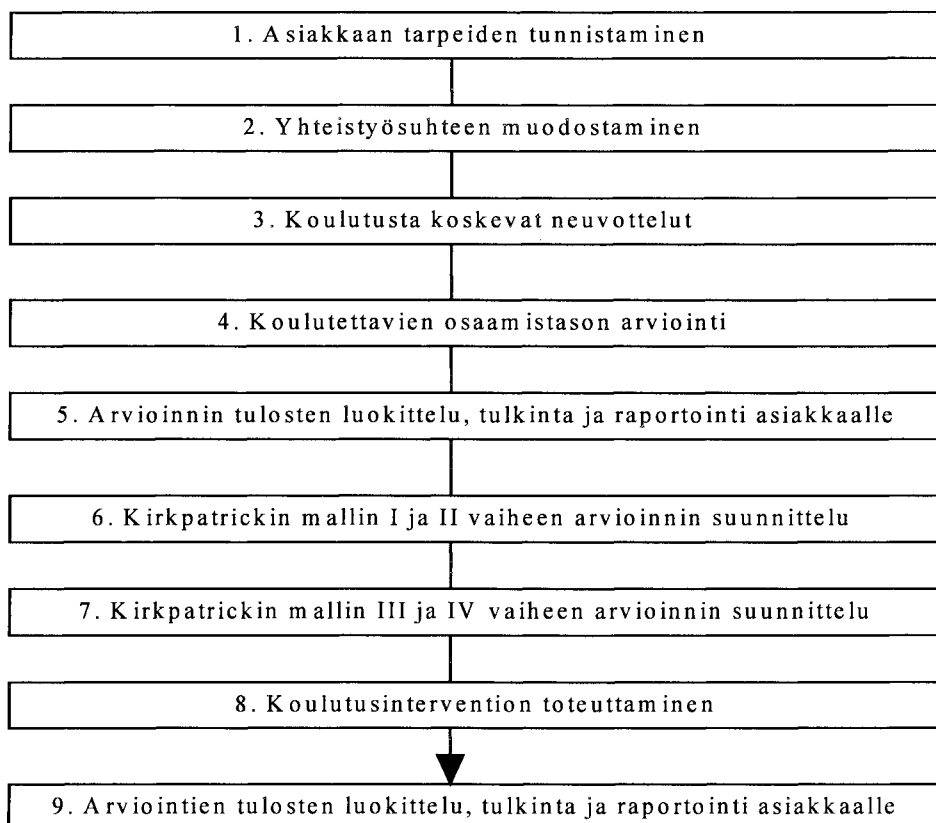 1. Asiakkaan tarpeiden tunnistaminen
2. Yhteistyösuhteen muodostaminen
3. Koulutusta koskevat neuvottelut
4. Koulutettavien osaamistason arviointi
5. Arvioinnin tulosten luokittelu, tulkinta ja raportointi asiakkaalle
6. Kirkpatrickin mallin I ja II vaiheen arvioinnin suunnittelu
7. Kirkpatrickin mallin III ja IV vaiheen arvioinnin suunnittelu
8. Koulutusintervention toteuttaminen
9. Arviointien tulosten luokittelu, tulkinta ja raportointi asiakkaalle